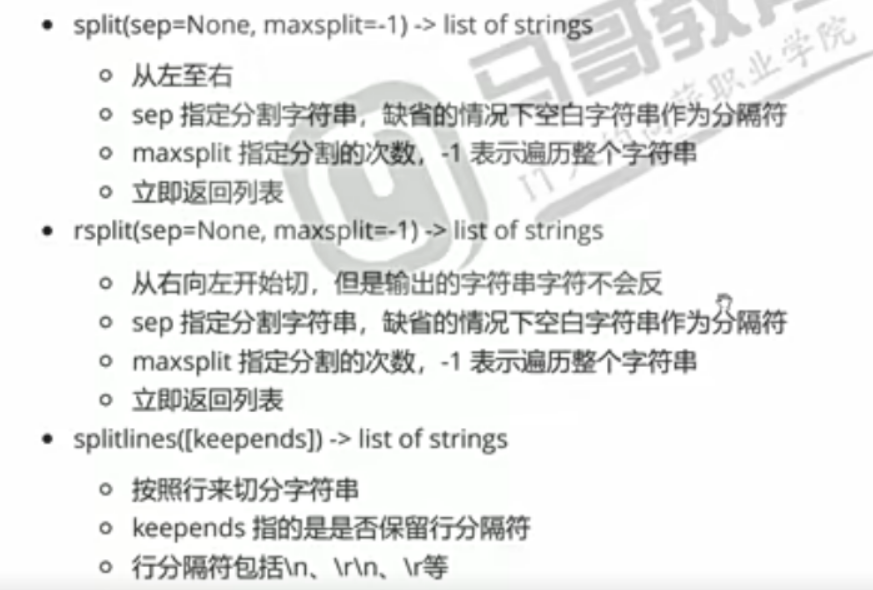 split(sep=None, maxsplit=-1) -> list of strings
从左至右
sep 指定分割字符串，缺省的情况下空白字符串作为分隔符
maxsplit 指定分割的次数，-1 表示遍历整个字符串
立即返回列表
rsplit(sep=None, maxsplit=-1) -> list of strings
从右向左开始切，但是输出的字符串字符不会反
sep 指定分割字符串，缺省的情况下空白字符串作为分隔符
maxsplit 指定分割的次数，-1 表示遍历整个字符串
立即返回列表
splitlines([keepends]) -> list of strings
按照行来切分字符串
keepends 指的是是否保留行分隔符
行分隔符包括\n、\r\n、\r等
马哥教育
职业学院